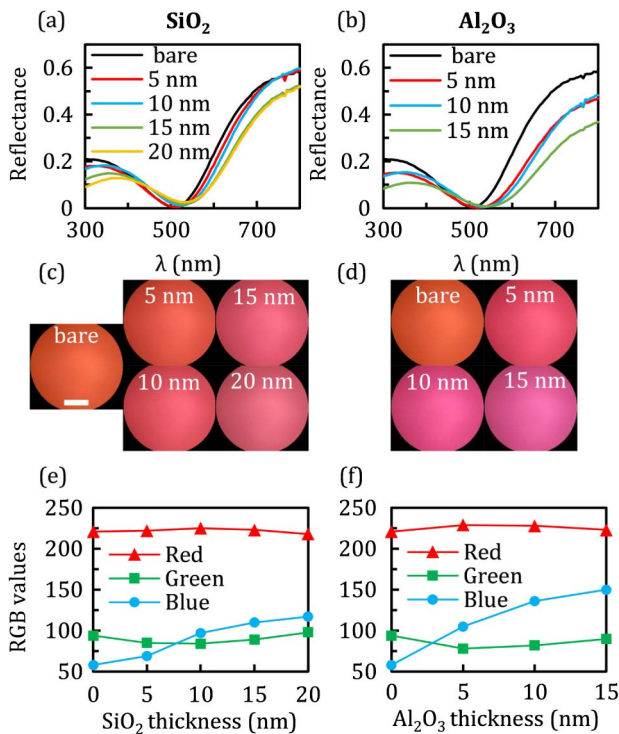 (a) SiO₂
Reflectance
0.6
0.4
0.2
0
bare
5 nm
10 nm
15 nm
20 nm
300 500 700
λ (nm)
(b) Al₂O₃
Reflectance
0.6
0.4
0.2
0
bare
5 nm
10 nm
15 nm
300 500 700
λ (nm)
(c)
bare
5 nm 15 nm
10 nm 20 nm
(d)
bare 5 nm
10 nm 15 nm
(e)
RGB values
250
225
150
100
50
Red
Green
Blue
0 5 10 15 20
SiO₂ thickness (nm)
(f)
250
225
150
100
50
Red
Green
Blue
0 5 10 15
Al₂O₃ thickness (nm)